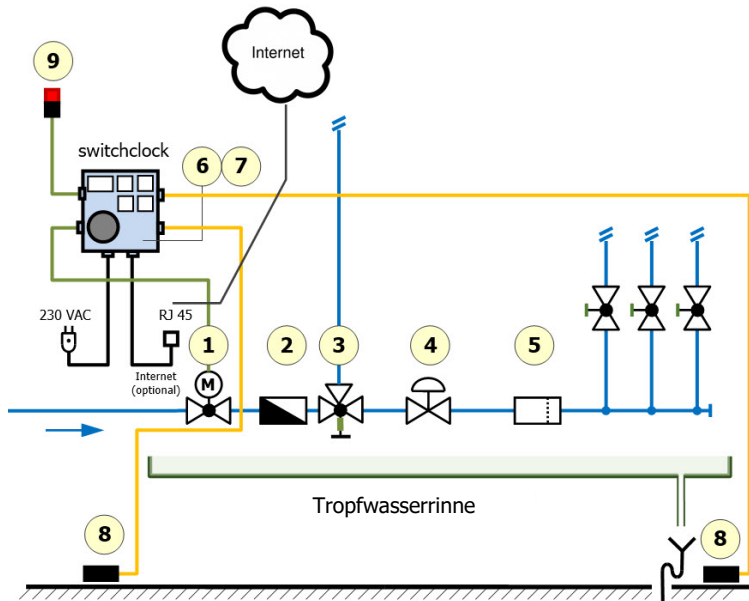 Internet
9
switchclock
6 7
230 VAC
RJ 45
Internet
(optional)
1 2 3 4 5
M
Tropfwasserrinne
8 8